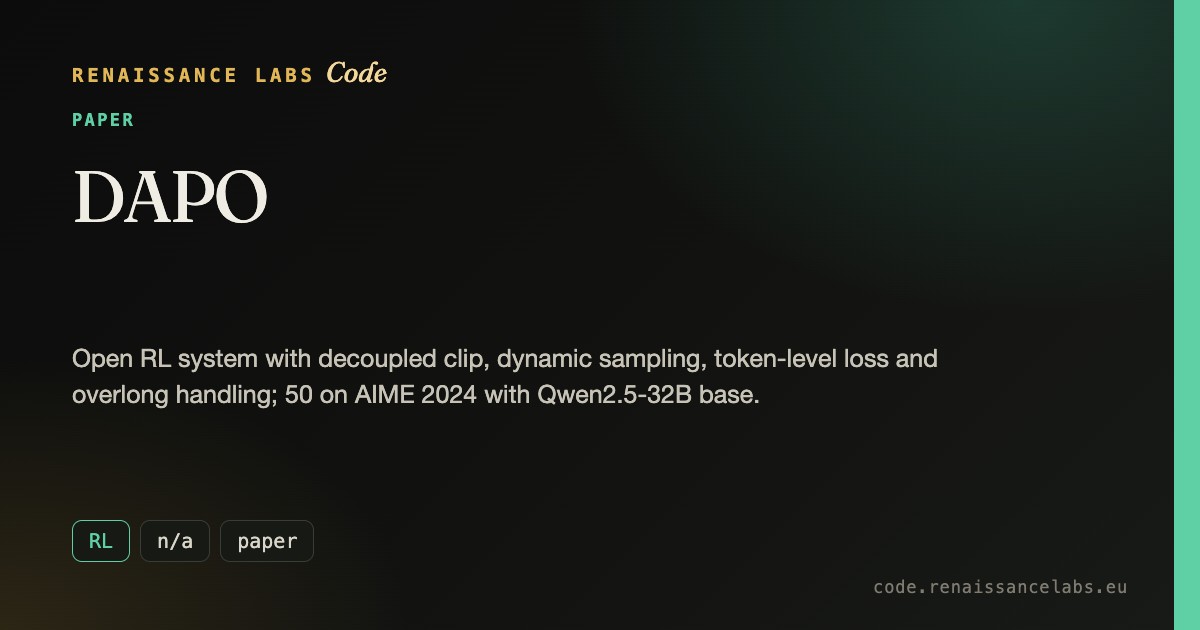 RENAISSANCE LABS Code
PAPER
DAPO
Open RL system with decoupled clip, dynamic sampling, token-level loss and
overlong handling; 50 on AIME 2024 with Qwen2.5-32B base.
RL n/a paper
code.renaissancelabs.eu